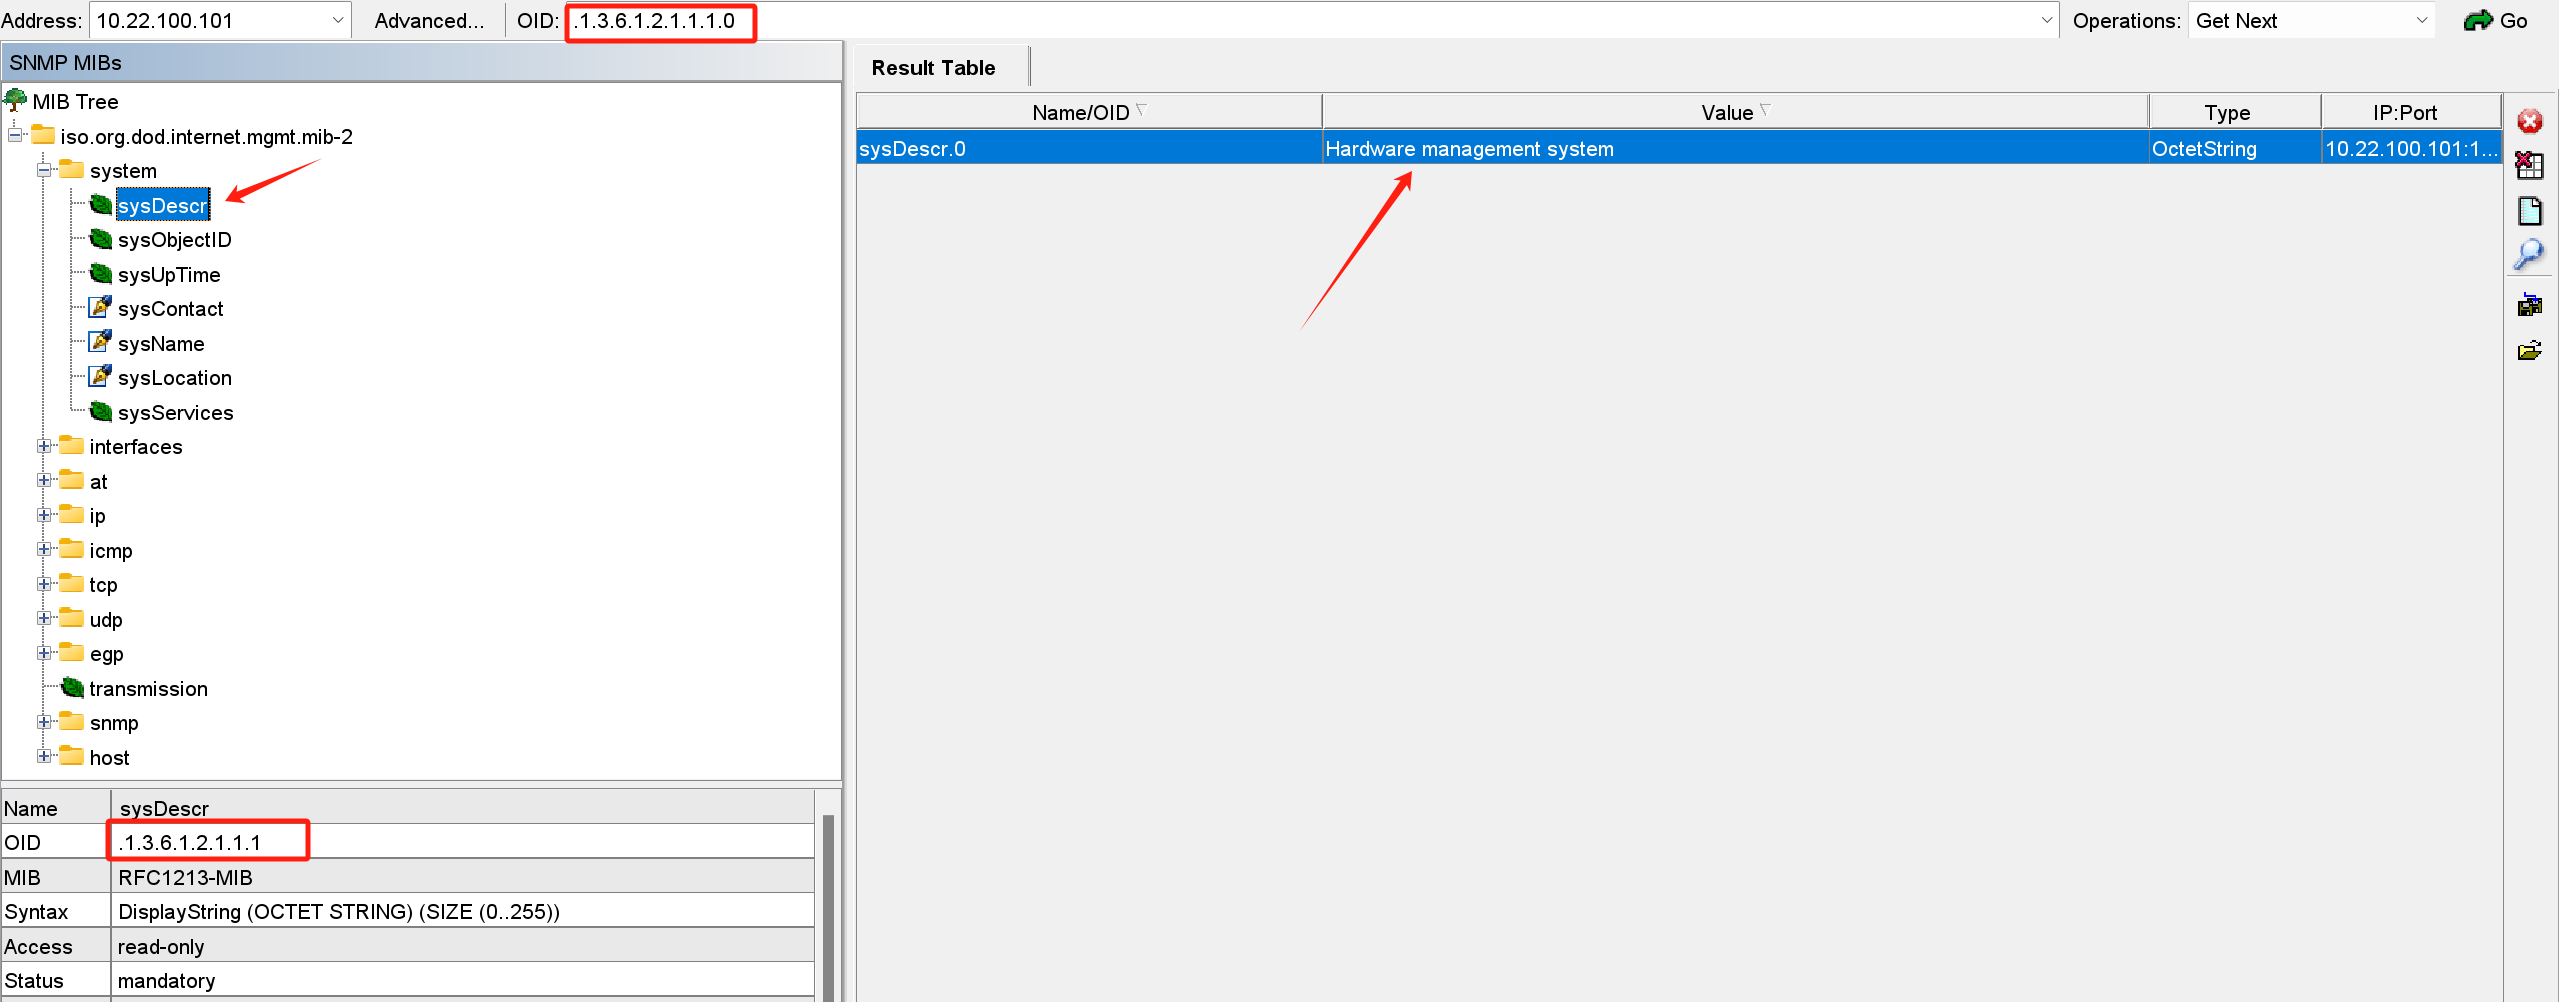 Address: 10.22.100.101 Advanced... OID: .1.3.6.1.2.1.1.1.0 Operations: Get Next Go
SNMP MIBs
MIB Tree
iso.org.dod.internet.mgmt.mib-2
system
sysDescr
sysObjectID
sysUpTime
sysContact
sysName
sysLocation
sysServices
interfaces
at
ip
icmp
tcp
udp
egp
transmission
snmp
host
Name sysDescr
OID .1.3.6.1.2.1.1.1
MIB RFC1213-MIB
Syntax DisplayString (OCTET STRING) (SIZE (0..255))
Access read-only
Status mandatory
Result Table
Name/OID Value Type IP:Port
sysDescr.0 Hardware management system OctetString 10.22.100.101:1...